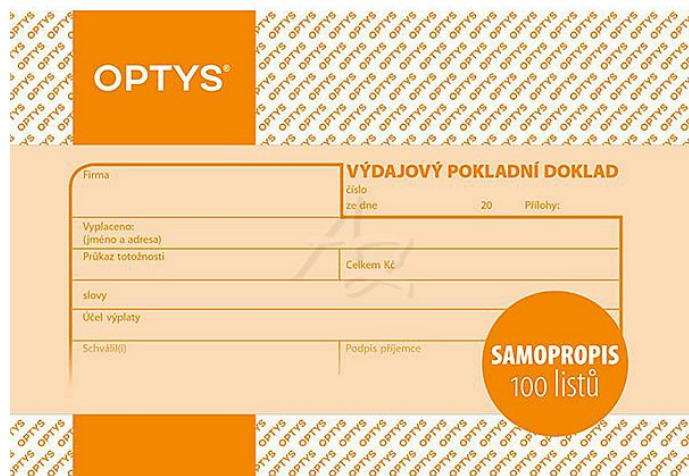 OPTYS®
Firma
VÝDAJOVÝ POKLADNÍ DOKLAD
číslo
ze dne 20 Přílohy:
Vyplaceno:
(jméno a adresa)
Průkaz totožnosti
Celkem Kč
slovy
Účel výplaty
Schválil(i)
Podpis příjemce
SAMOPROPIS
100 listů